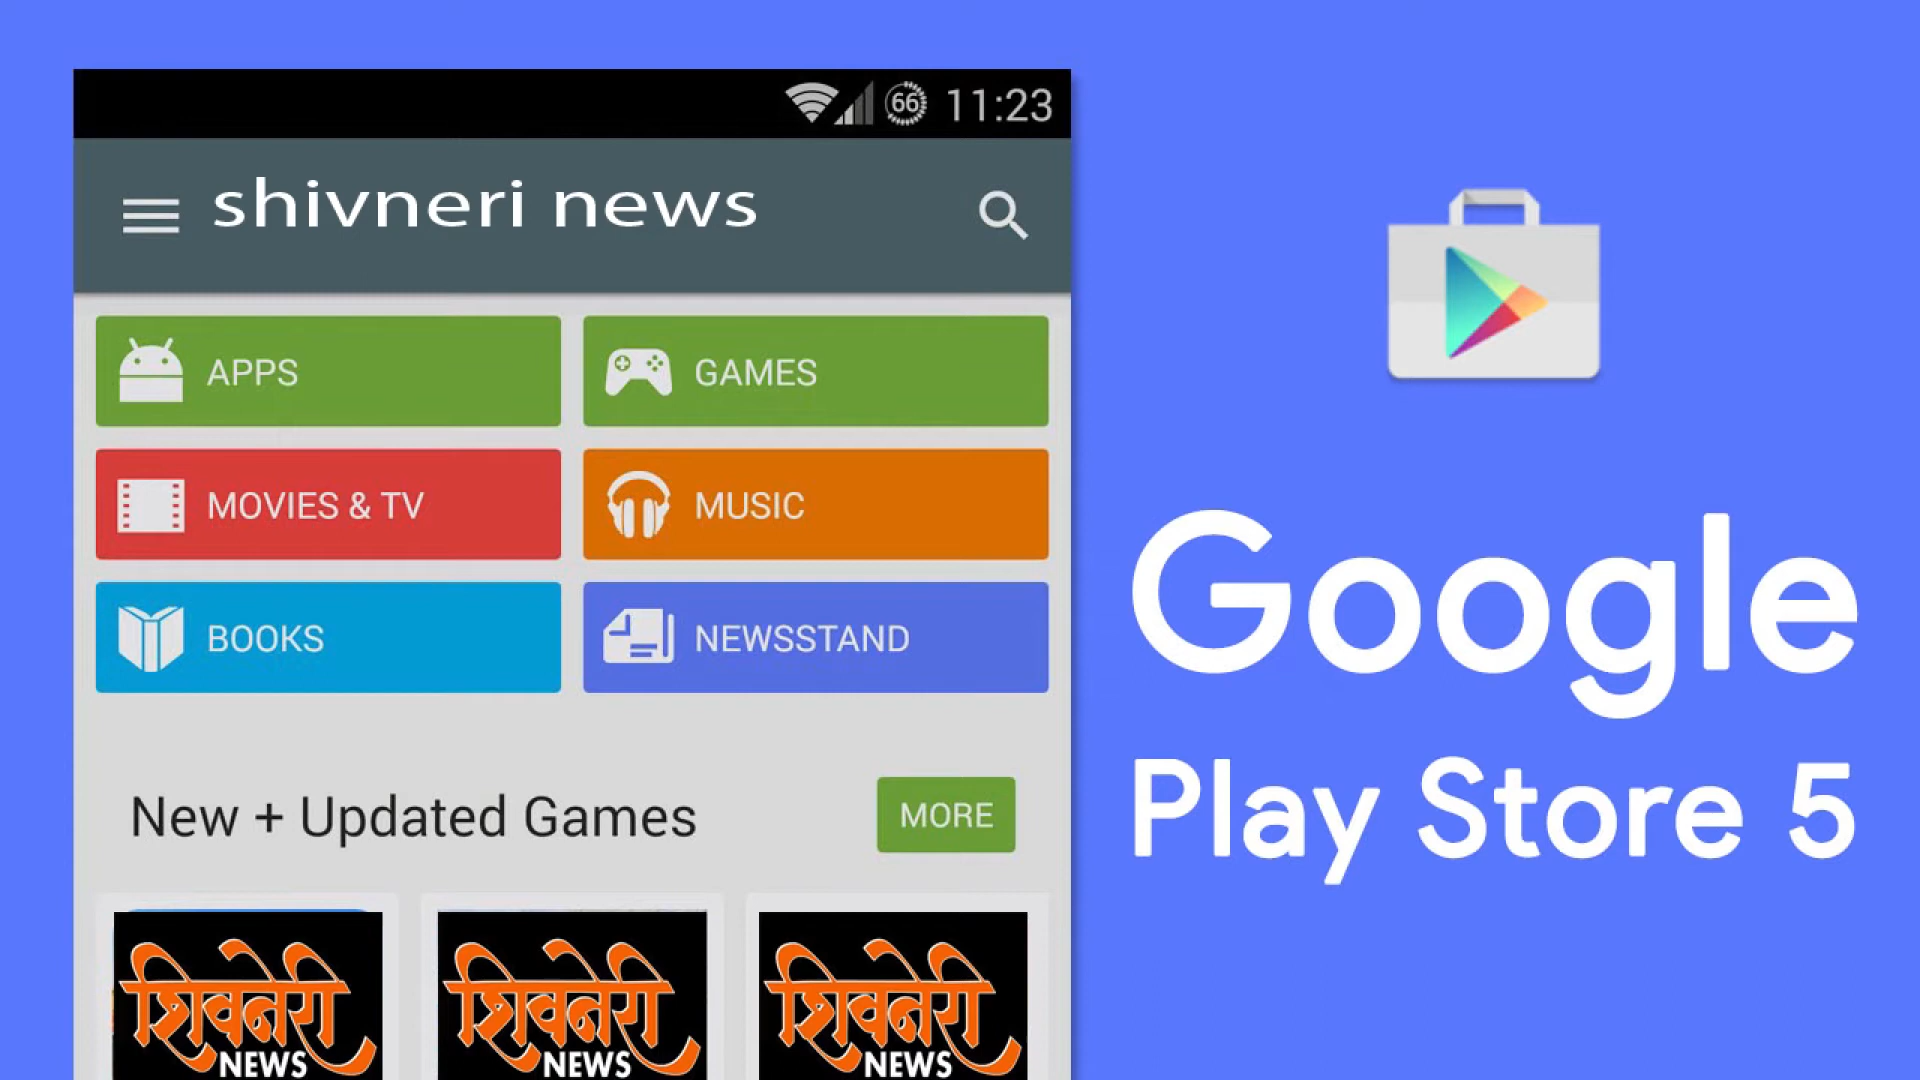 66 11:23
shivneri news
APPS
GAMES
MOVIES & TV
MUSIC
BOOKS
NEWSSTAND
New + Updated Games
MORE
शिवनेरी
NEWS
शिवनेरी
NEWS
शिवनेरी
NEWS
Google
Play Store 5